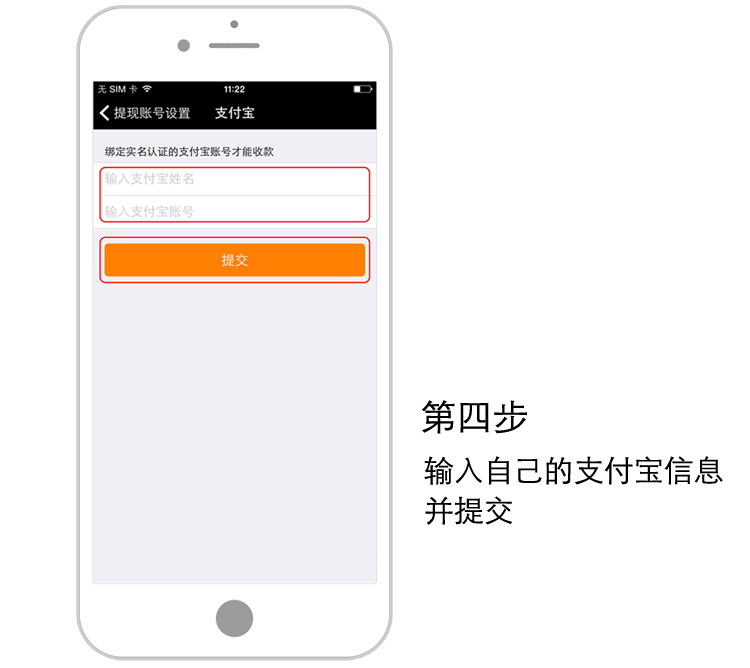 无 SIM 卡 11:22
提现账号设置 支付宝
绑定实名认证的支付宝账号才能收款
输入支付宝姓名
输入支付宝账号
提交
第四步
输入自己的支付宝信息
并提交